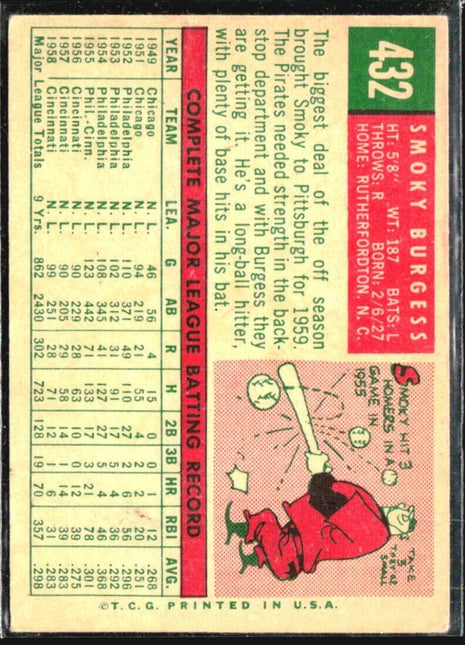 432
SMOKY BURGESS
HT: 5'8" WT: 187 BATS: L
THROWS: R BORN: 2/6/27
HOME: RUTHERFORDTON, N. C.
The biggest deal of the off season
brought Smoky to Pittsburgh for 1959.
The Pirates needed strength in the back-
stop department and with Burgess they
are getting it. He's a long-ball hitter,
with plenty of base hits in his bat.
SMOKY HIT 3
HOMERS IN A
GAME IN
1955
TAKE
3
SMALL
COMPLETE MAJOR LEAGUE BATTING RECORD
YEAR TEAM LEA G AB R H 2B 3B HR RBI AVG.
1949 Chicago N. L. 46 56 4 15 0 0 1 12 .268
1951 Chicago N. L. 94 219 21 55 4 2 2 20 .251
1952 Philadelphia N. L. 110 371 49 110 27 2 6 56 .296
1953 Philadelphia N. L. 102 312 31 91 17 5 4 36 .292
1954 Philadelphia N. L. 108 345 41 127 27 5 4 46 .368
1955 Phil.-Cinn. N. L. 123 442 71 133 17 3 21 78 .301
1956 Cincinnati N. L. 90 229 28 63 10 0 12 39 .275
1957 Cincinnati N. L. 90 205 29 58 14 1 14 39 .283
1958 Cincinnati N. L. 99 251 28 71 12 1 6 31 .283
Major League Totals 9 Yrs. 862 2430 302 723 128 19 70 357 .298
©T.C.G. PRINTED IN U.S.A.